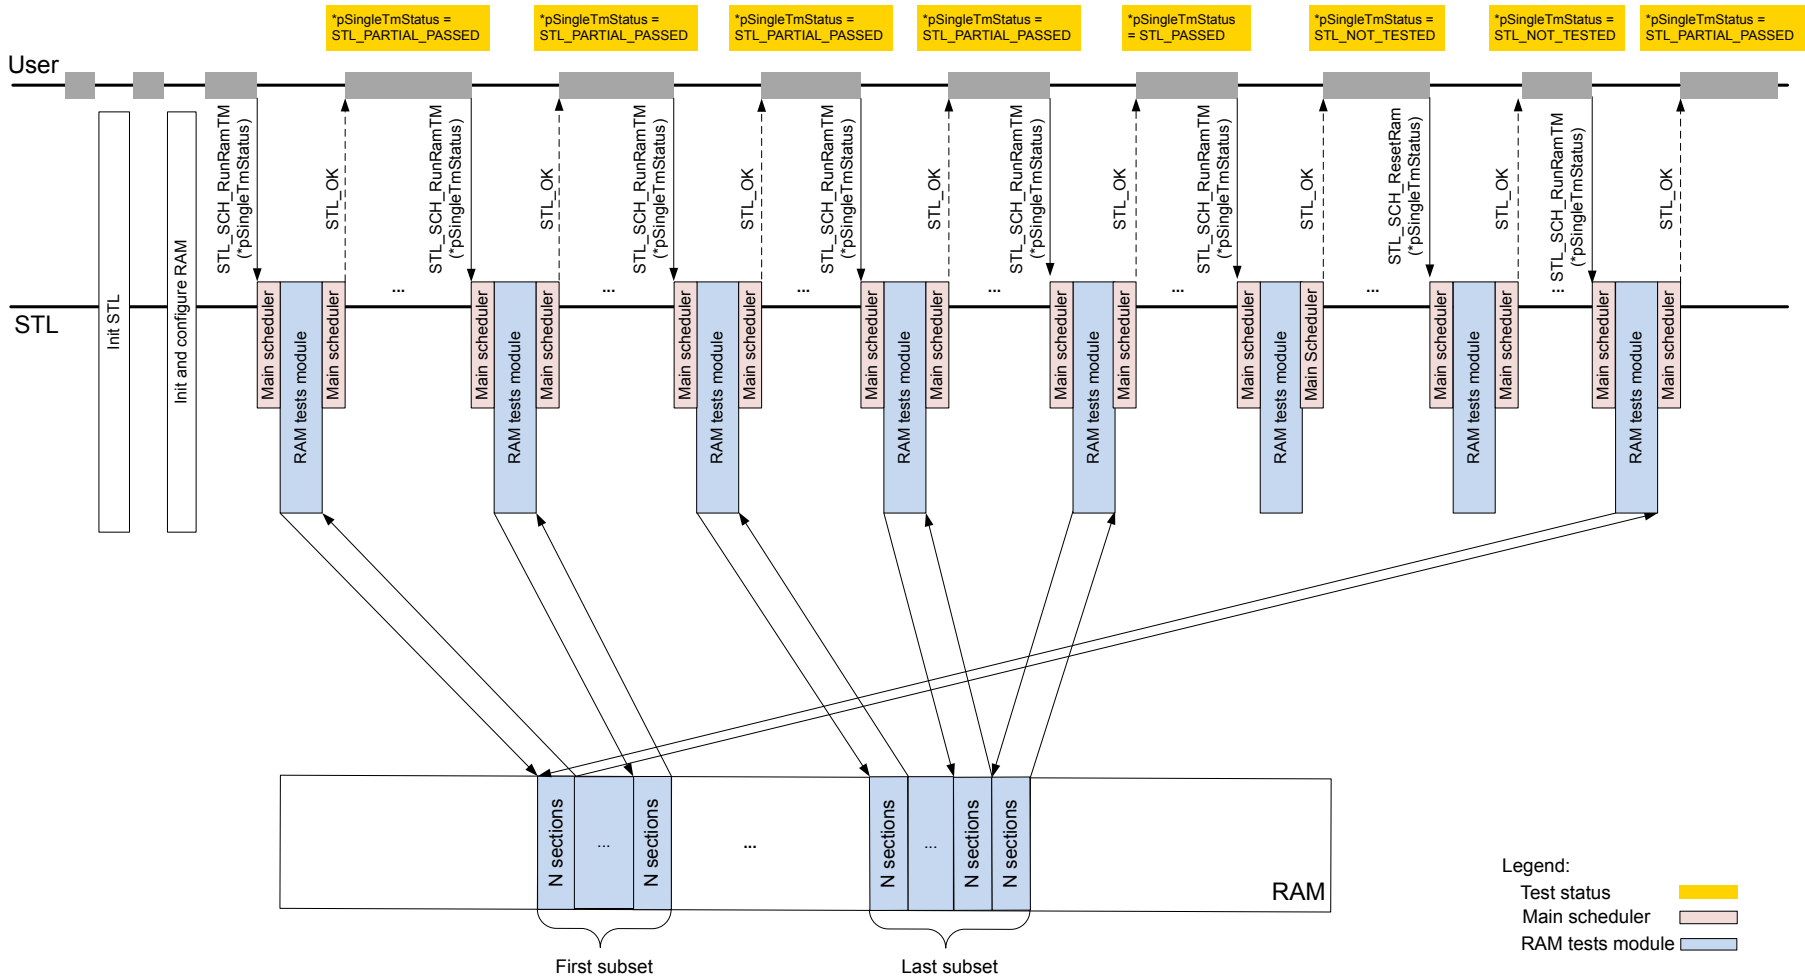 *pSingleTmStatus =
STL_PARTIAL_PASSED
*pSingleTmStatus =
STL_PARTIAL_PASSED
*pSingleTmStatus =
STL_PARTIAL_PASSED
*pSingleTmStatus =
STL_PARTIAL_PASSED
*pSingleTmStatus
= STL_PASSED
*pSingleTmStatus =
STL_NOT_TESTED
*pSingleTmStatus =
STL_NOT_TESTED
*pSingleTmStatus =
STL_PARTIAL_PASSED
User
STL_SCH_RunRamTM
(*pSingleTmStatus)
STL_OK
STL_SCH_RunRamTM
(*pSingleTmStatus)
STL_OK
STL_SCH_RunRamTM
(*pSingleTmStatus)
STL_OK
STL_SCH_RunRamTM
(*pSingleTmStatus)
STL_OK
STL_SCH_RunRamTM
(*pSingleTmStatus)
STL_OK
STL_SCH_RunRamTM
(*pSingleTmStatus)
STL_OK
STL_SCH_ResetRam
(*pSingleTmStatus)
STL_OK
STL_SCH_RunRamTM
(*pSingleTmStatus)
STL_OK
...
...
...
...
...
...
...
STL
Init STL
Init and configure RAM
Main scheduler
RAM tests module
Main scheduler
Main scheduler
RAM tests module
Main scheduler
Main scheduler
RAM tests module
Main scheduler
Main scheduler
RAM tests module
Main scheduler
Main scheduler
RAM tests module
Main scheduler
Main scheduler
RAM tests module
Main Scheduler
Main scheduler
RAM tests module
Main scheduler
Main scheduler
RAM tests module
Main scheduler
N sections
...
N sections
...
N sections
...
N sections
N sections
RAM
First subset
Last subset
Legend:
Test status
Main scheduler
RAM tests module